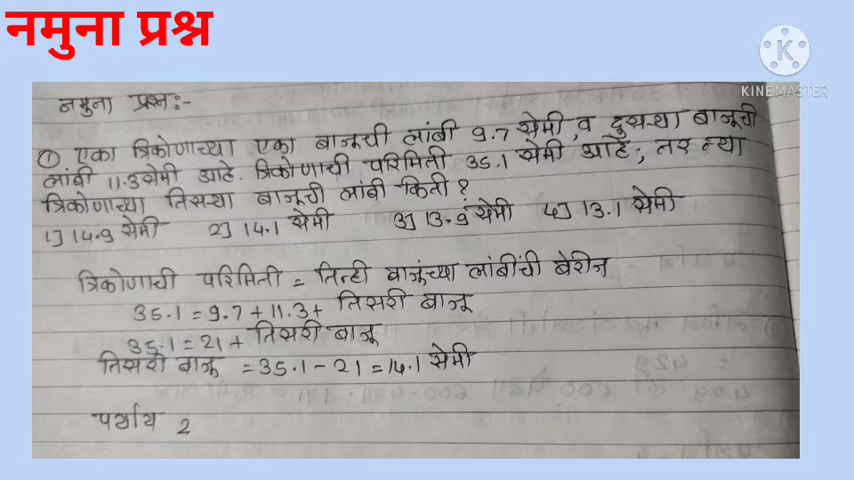 नमुना प्रश्न
KINEMASTER
नमुना प्रश्न:-
① एका त्रिकोणाच्या एका बाजूची लांबी 9.7 सेमी, व दुसऱ्या बाजूची
लांबी 11.3 सेमी आहे. त्रिकोणाची परिमिती 35.1 सेमी आहे; तर त्या
त्रिकोणाच्या तिसऱ्या बाजूची लांबी किती?
1] 14.9 सेमी 2] 14.1 सेमी 3] 13.9 सेमी 4] 13.1 सेमी
त्रिकोणाची परिमिती = तिन्ही बाजूंच्या लांबींची बेरीज
35.1 = 9.7 + 11.3 + तिसरी बाजू
35.1 = 21 + तिसरी बाजू
तिसरी बाजू = 35.1 - 21 = 14.1 सेमी
पर्याय 2